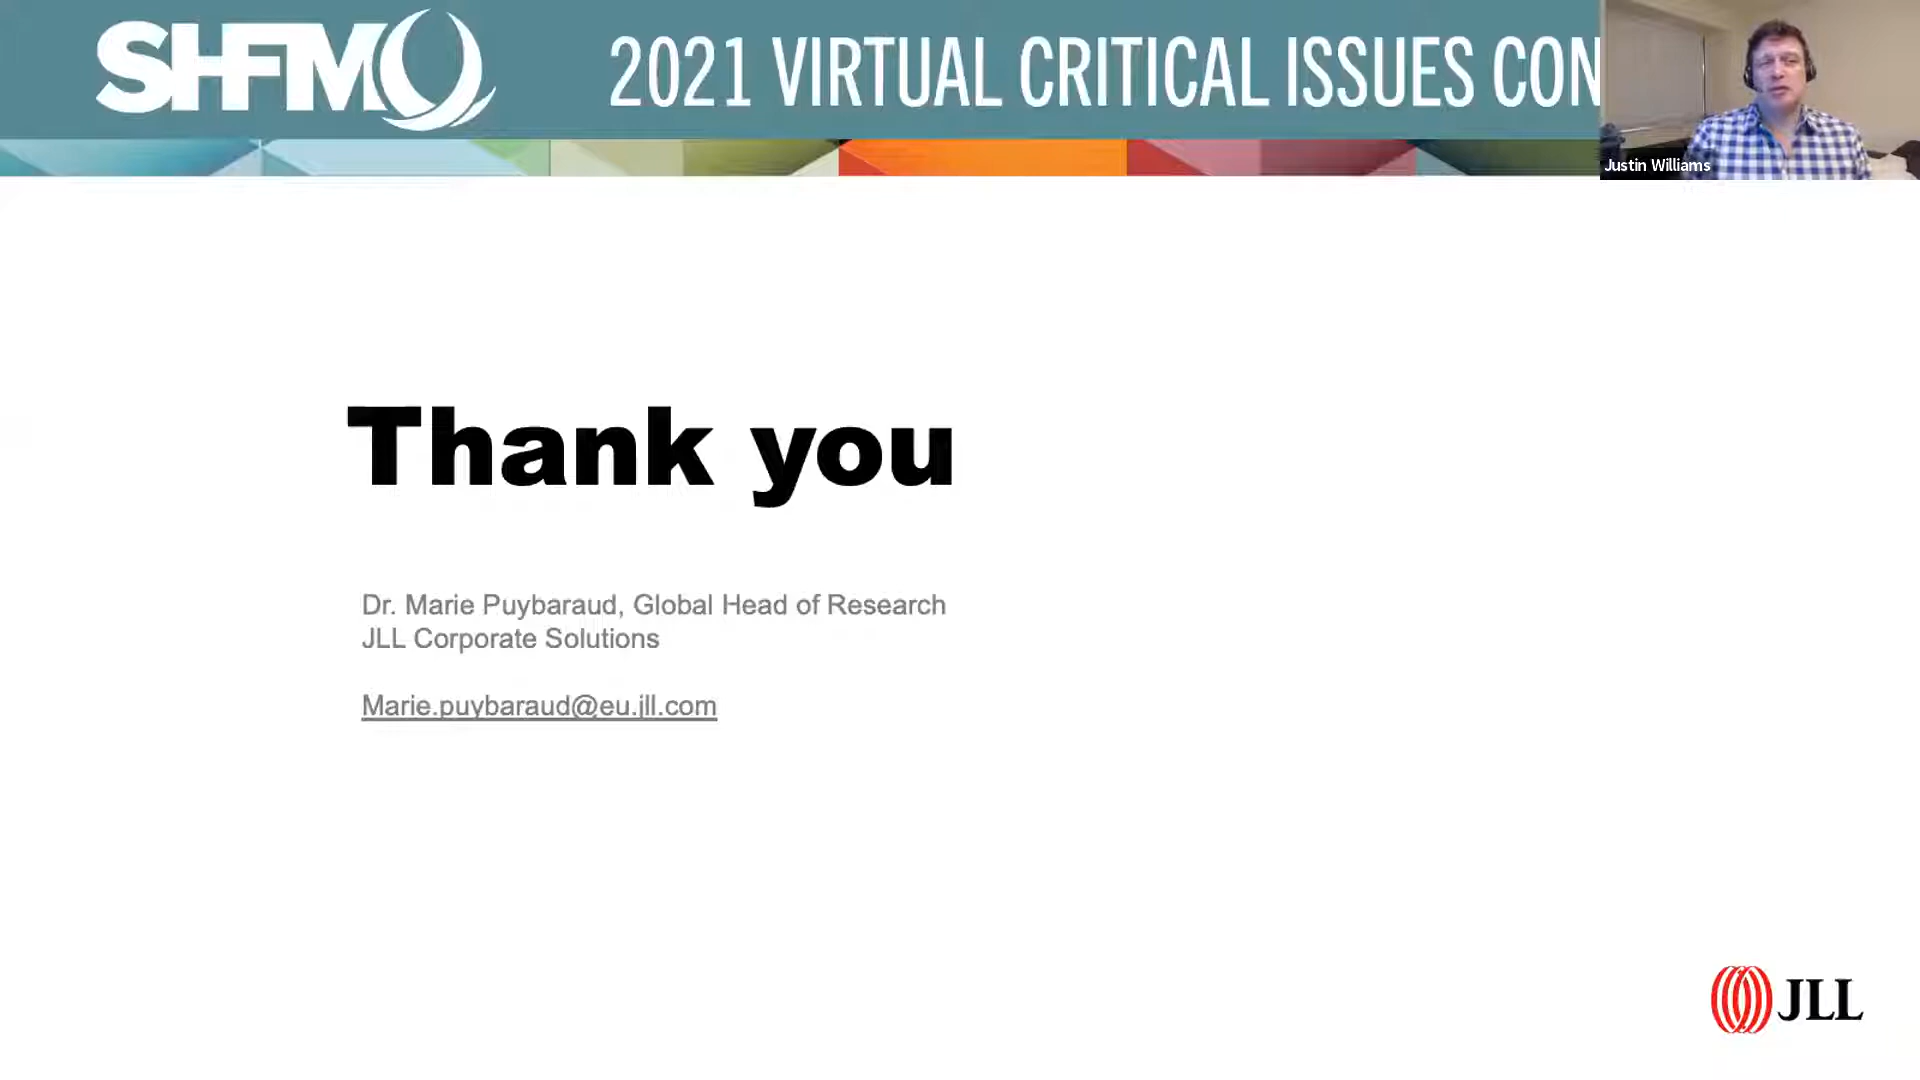 SHFM
2021 VIRTUAL CRITICAL ISSUES CON
Justin Williams
Thank you
Dr. Marie Puybaraud, Global Head of Research
JLL Corporate Solutions
Marie.puybaraud@eu.jll.com
JLL